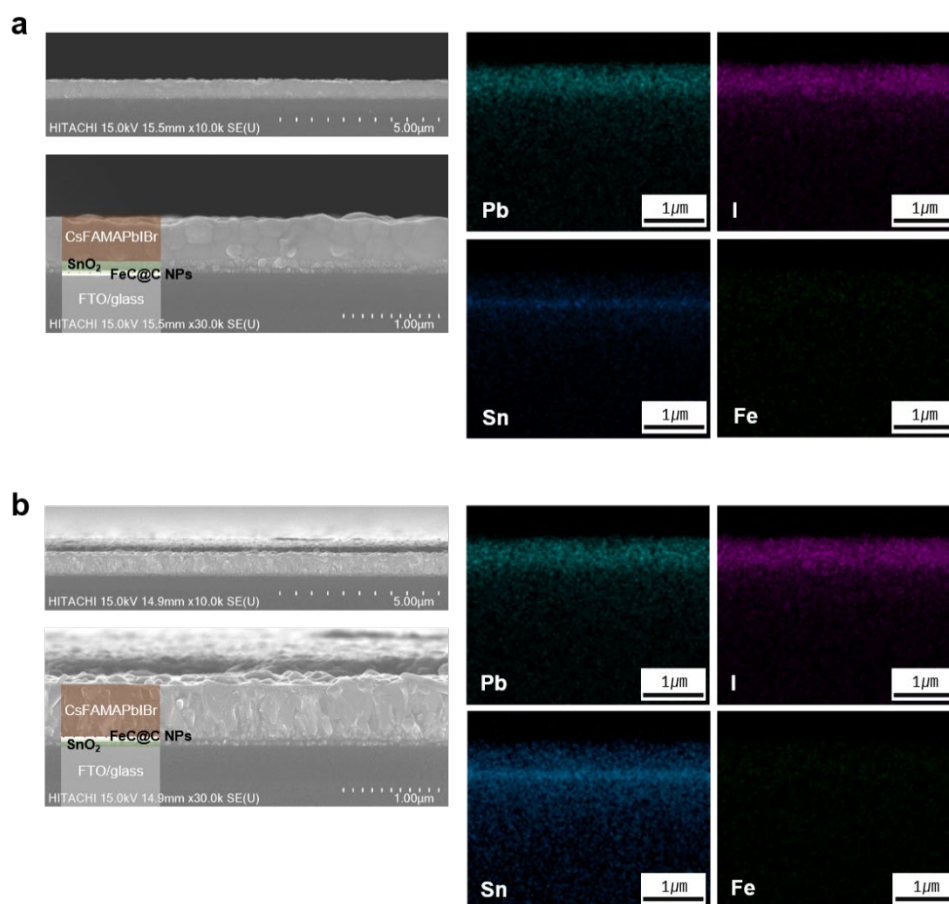 a
HITACHI 15.0kV 15.5mm x10.0k SE(U)
5.00µm
CsFAMAPbIBr
SnO₂
FeC@C NPs
FTO/glass
HITACHI 15.0kV 15.5mm x30.0k SE(U)
1.00µm
Pb
1µm
I
1µm
Sn
1µm
Fe
1µm
b
HITACHI 15.0kV 14.9mm x10.0k SE(U)
5.00µm
CsFAMAPbIBr
FeC@C NPs
SnO₂
FTO/glass
HITACHI 15.0kV 14.9mm x30.0k SE(U)
1.00µm
Pb
1µm
I
1µm
Sn
1µm
Fe
1µm